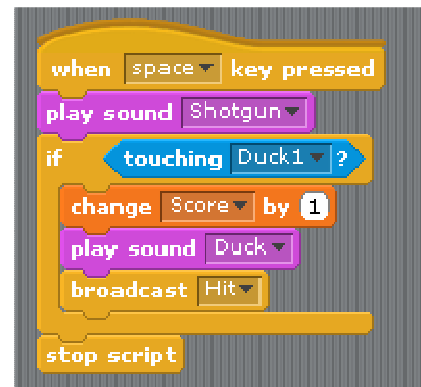 when space key pressed
play sound Shotgun
if touching Duck1 ?
change Score by 1
play sound Duck
broadcast Hit
stop script